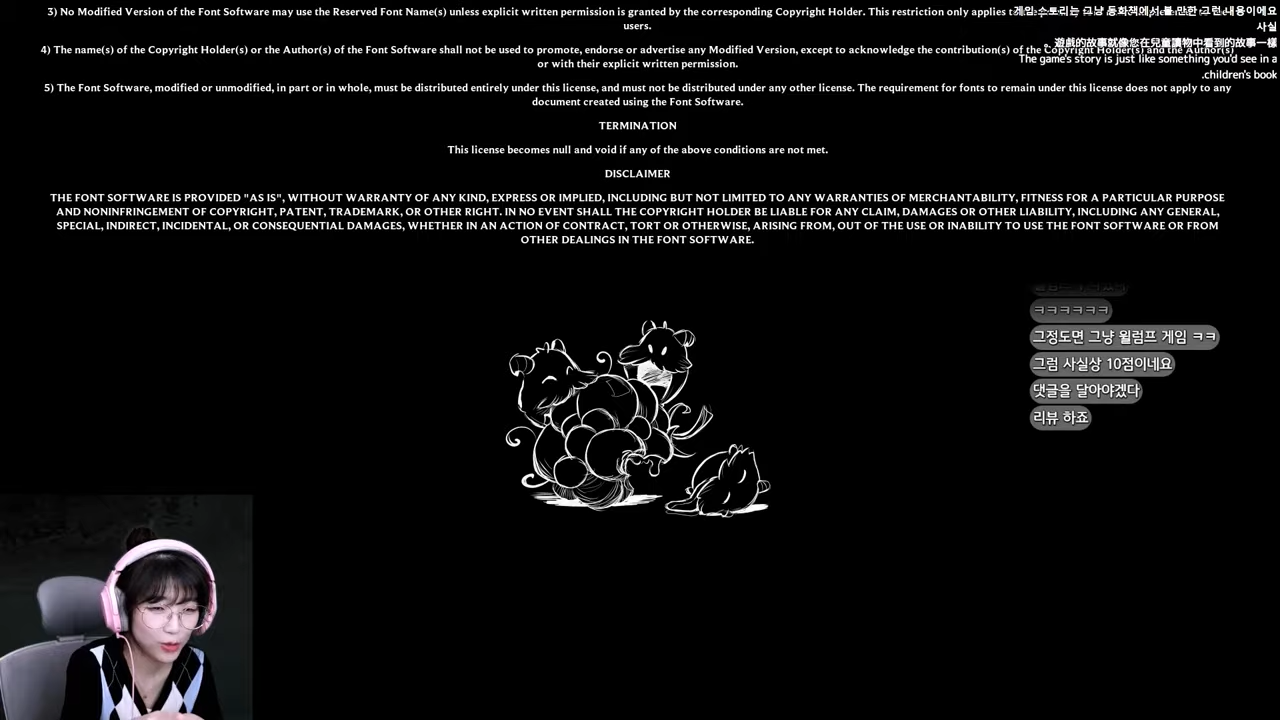 3) No Modified Version of the Font Software may use the Reserved Font Name(s) unless explicit written permission is granted by the corresponding Copyright Holder. This restriction only applies to
users.
4) The name(s) of the Copyright Holder(s) or the Author(s) of the Font Software shall not be used to promote, endorse or advertise any Modified Version, except to acknowledge the contribution(s) of the Copyright Holder(s) and the Author(s)
or with their explicit written permission.
5) The Font Software, modified or unmodified, in part or in whole, must be distributed entirely under this license, and must not be distributed under any other license. The requirement for fonts to remain under this license does not apply to any
document created using the Font Software.
TERMINATION
This license becomes null and void if any of the above conditions are not met.
DISCLAIMER
THE FONT SOFTWARE IS PROVIDED "AS IS", WITHOUT WARRANTY OF ANY KIND, EXPRESS OR IMPLIED, INCLUDING BUT NOT LIMITED TO ANY WARRANTIES OF MERCHANTABILITY, FITNESS FOR A PARTICULAR PURPOSE
AND NONINFRINGEMENT OF COPYRIGHT, PATENT, TRADEMARK, OR OTHER RIGHT. IN NO EVENT SHALL THE COPYRIGHT HOLDER BE LIABLE FOR ANY CLAIM, DAMAGES OR OTHER LIABILITY, INCLUDING ANY GENERAL,
SPECIAL, INDIRECT, INCIDENTAL, OR CONSEQUENTIAL DAMAGES, WHETHER IN AN ACTION OF CONTRACT, TORT OR OTHERWISE, ARISING FROM, OUT OF THE USE OR INABILITY TO USE THE FONT SOFTWARE OR FROM
OTHER DEALINGS IN THE FONT SOFTWARE.
게임 스토리는 그냥 동화책에서 볼 만한 그런 내용이에요
사실
。遊戲的故事就像您在兒童讀物中看到的故事一樣
The game's story is just like something you'd see in a
.children's book
ㅋㅋㅋㅋㅋㅋ
그정도면 그냥 월럼프 게임 ㅋㅋ
그럼 사실상 10점이네요
댓글을 달아야겠다
리뷰 하죠